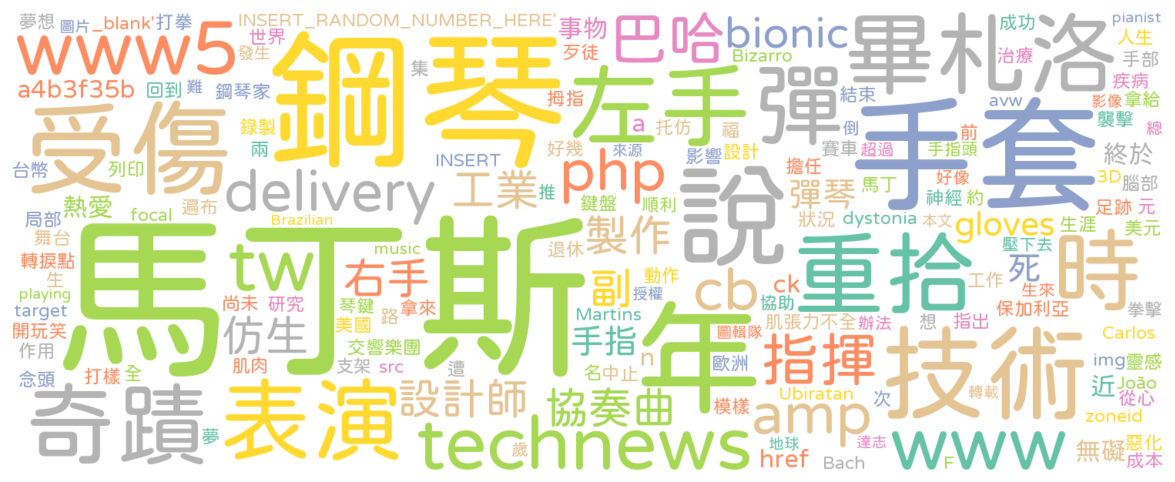 夢想 圖片 _blank' 打拳 INSERT_RANDOM_NUMBER_HERE' 事物 巴哈 bionic 畢札洛 成功 pianist
www5 世界 發生 鋼琴 集 歹徒 Bizarro 治療 人生 手部
a4b3f35b 回到 難 鋼琴家 拇指 左手 彈 結束 avw 影像 疾病 拿給
受傷 錄製 兩 a 托仿 福 倒 手套 前 襲擊 總
台幣 列印 INSERT 好幾 來源 影響 設計 賽車 超過 手指頭 好像 終於
熱愛 遍布 delivery 工業 php 說 擔任 馬丁 神經 約 3D 腦部
局部 focal 推 鍵盤 順利 彈琴 足跡 元
舞台 Brazilian 製作 狀況 dystonia 本文 gloves 生涯 美元
轉捩點 馬丁斯 tw music 退休 年 重拾 壓下去 時
生 右手 副 動作 cb ck 死 工作
playing 尚未 研究 琴鍵 拿來 授權 協助 生來 保加利亞 拳擊
target 仿生 美國 路 Martins 圖輯隊 肌張力不全 辦法 想 指出 Carlos
開玩笑 交響樂團 手指 n 歐洲 指揮 技術 img 靈感
作用 肌肉 支架 src 遭 名 中止 近 João
念頭 打樣 全 設計師 協奏曲 模樣 Ubiratan 次 轉載 從心
奇蹟 表演 amp zoneid
夢 technews 歲 地球 達志 www 無礙 惡化
href Bach F 成本